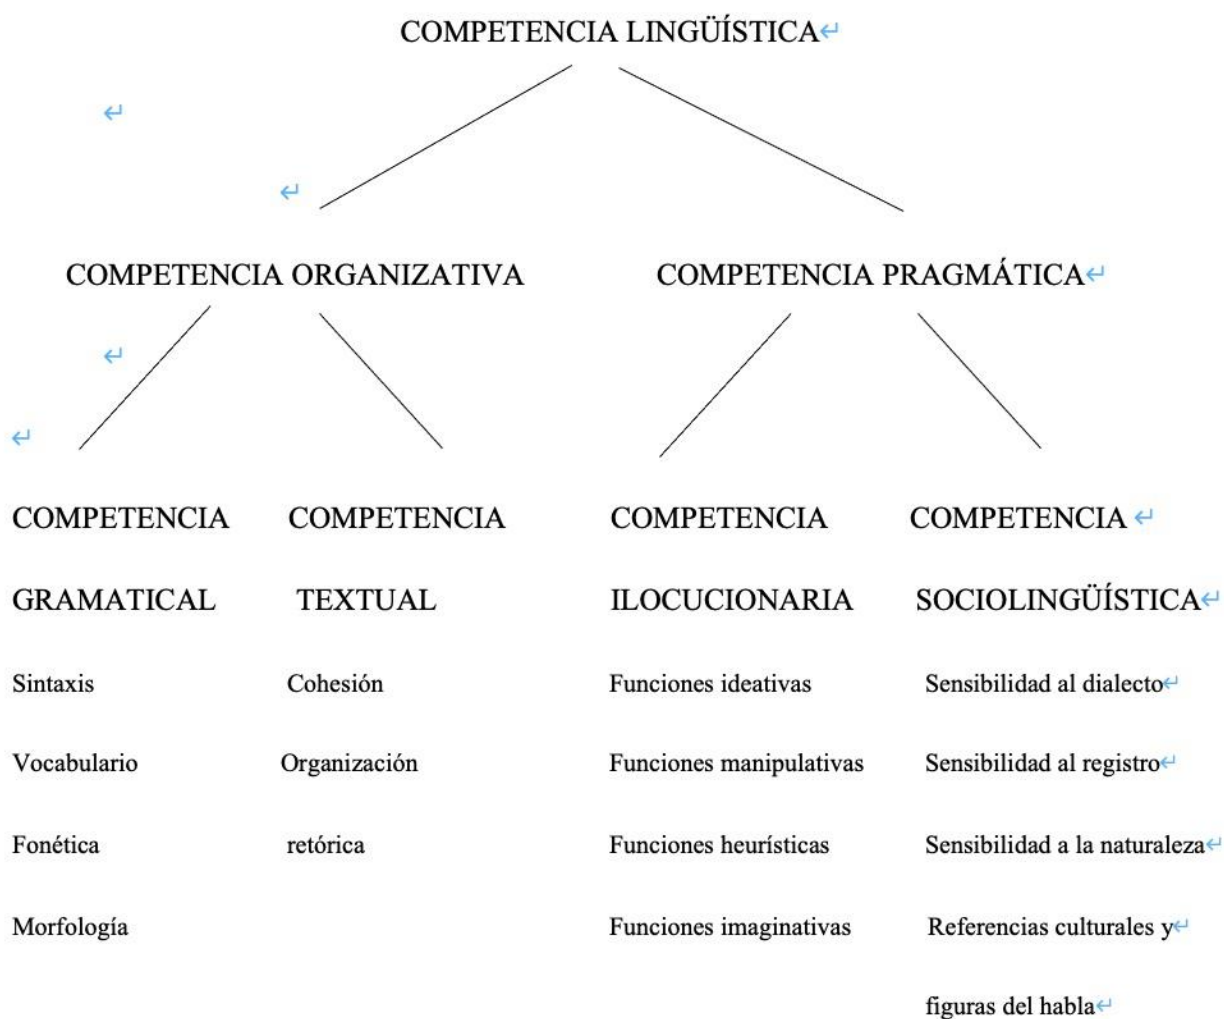 COMPETENCIA LINGÜÍSTICA
COMPETENCIA ORGANIZATIVA COMPETENCIA PRAGMÁTICA
COMPETENCIA COMPETENCIA COMPETENCIA COMPETENCIA
GRAMATICAL TEXTUAL ILOCUCIONARIA SOCIOLINGÜÍSTICA
Sintaxis Cohesión Funciones ideativas Sensibilidad al dialecto
Vocabulario Organización Funciones manipulativas Sensibilidad al registro
Fonética retórica Funciones heurísticas Sensibilidad a la naturaleza
Morfología Funciones imaginativas Referencias culturales y
figuras del habla